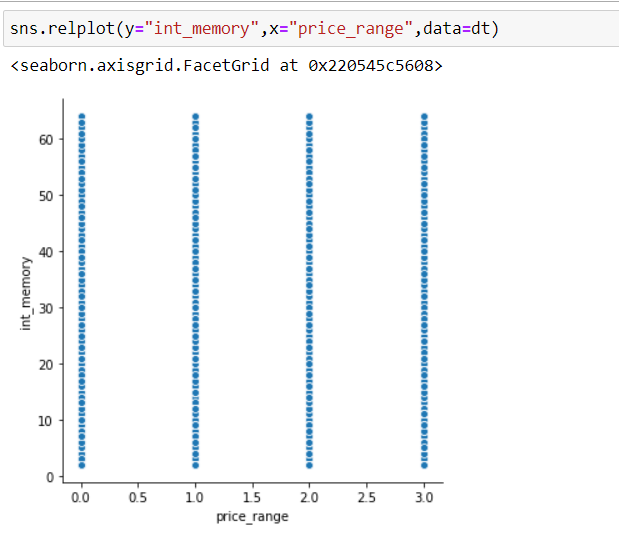 sns.relplot(y="int_memory",x="price_range",data=dt)
<seaborn.axisgrid.FacetGrid at 0x220545c5608>
60
50
40
30
20
10
0
int_memory
0.0 0.5 1.0 1.5 2.0 2.5 3.0
price_range